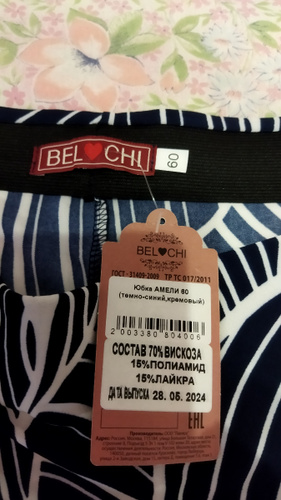 BEL♥CHI
60
BEL♥CHI
ГОСТ 31409-2009 ТР ТС 017/2011
Юбка АМЕЛИ 60
(темно-синий,кремовый)
2003380804006
СОСТАВ 70% ВИСКОЗА
15%ПОЛИАМИД
15%ЛАЙКРА
ДАТА ВЫПУСКА 28. 05. 2024
EAC